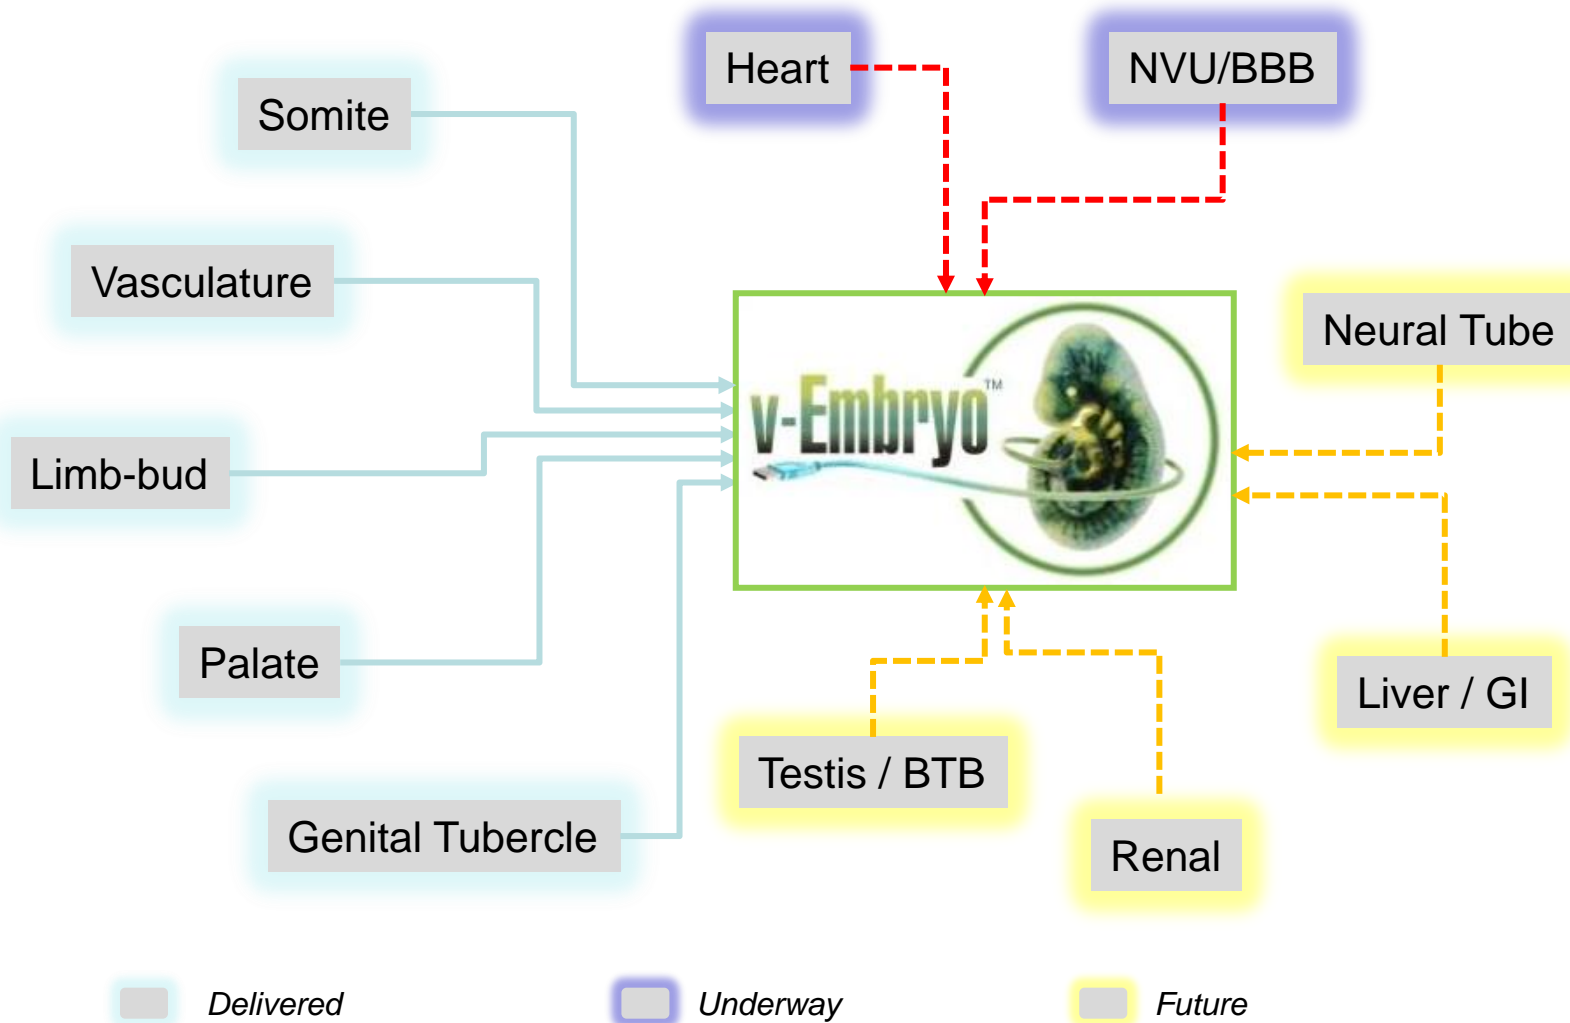 Heart
NVU/BBB
Somite
Vasculature
Neural Tube
v-Embryo™
Limb-bud
Palate
Liver / GI
Testis / BTB
Genital Tubercle
Renal
Delivered
Underway
Future